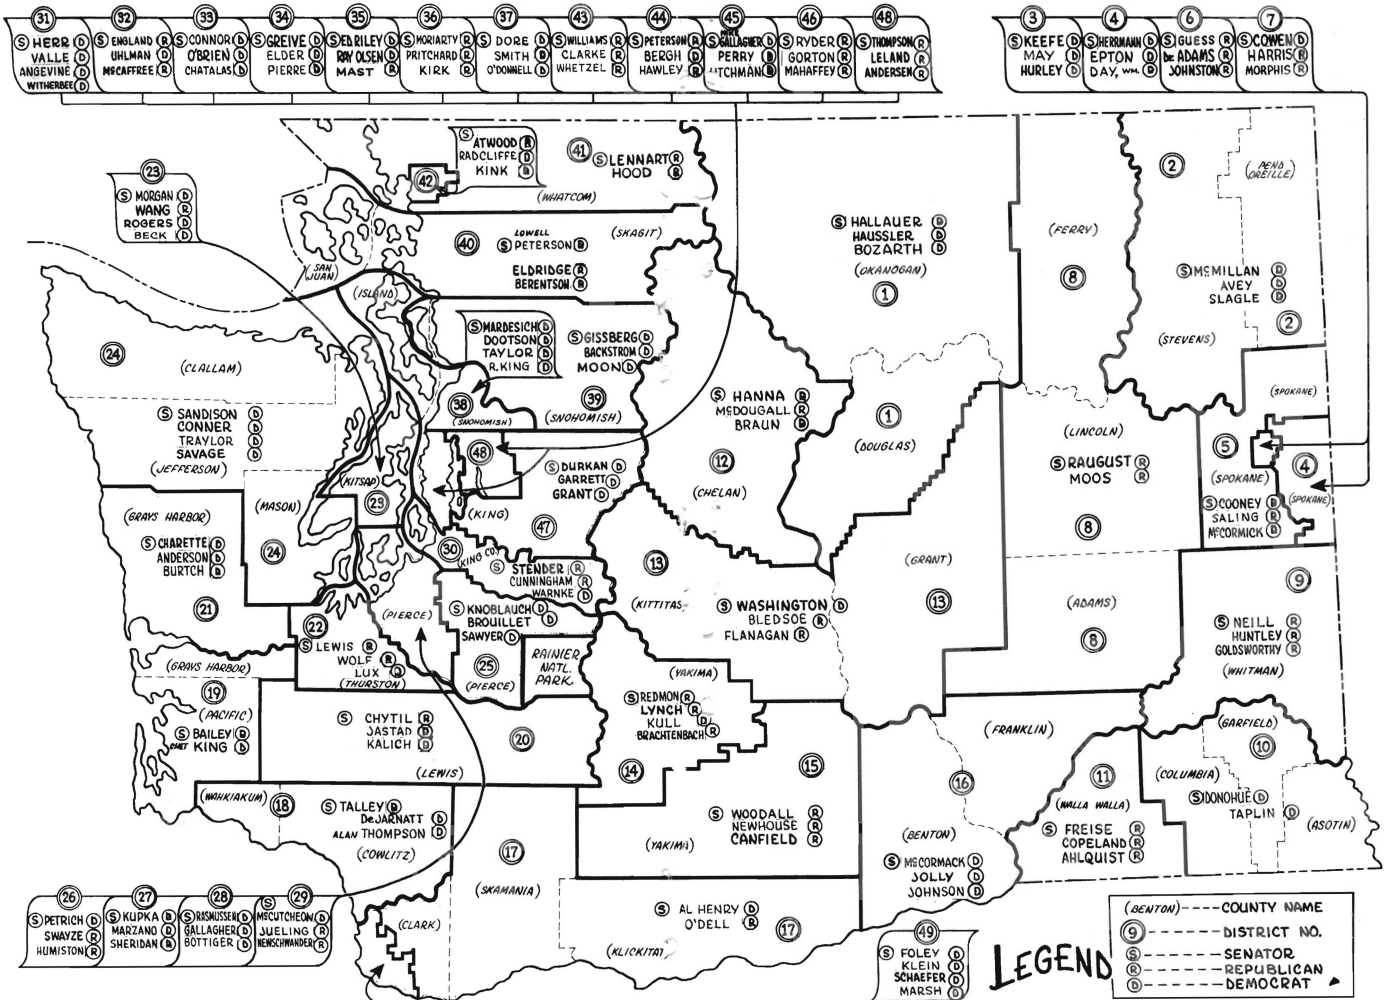 31
Ⓢ HERR Ⓓ
VALLE Ⓓ
ANGEVINE Ⓓ
WITHERBEE Ⓓ
32
Ⓢ ENGLAND Ⓡ
UHLMAN Ⓓ
McCAFFREE Ⓡ
33
Ⓢ CONNOR Ⓓ
O'BRIEN Ⓓ
CHATALAS Ⓓ
34
Ⓢ GREIVE Ⓓ
ELDER Ⓓ
PIERRE Ⓓ
35
Ⓢ ED RILEY Ⓓ
RAY OLSEN Ⓓ
MAST Ⓡ
36
Ⓢ MORIARTY Ⓡ
PRITCHARD Ⓡ
KIRK Ⓡ
37
Ⓢ DORE Ⓓ
SMITH Ⓓ
O'DONNELL Ⓓ
43
Ⓢ WILLIAMS Ⓡ
CLARKE Ⓡ
WHETZEL Ⓡ
44
Ⓢ PETERSON Ⓡ
BERGH Ⓓ
HAWLEY Ⓡ
45
MIKE
Ⓢ GALLAGHER Ⓓ
PERRY Ⓓ
46
Ⓢ RYDER Ⓡ
GORTON Ⓡ
MAHAFFEY Ⓡ
48
Ⓢ THOMPSON Ⓡ
LELAND Ⓡ
ANDERSEN Ⓡ
3
Ⓢ KEEFE Ⓓ
MAY Ⓓ
HURLEY Ⓓ
4
Ⓢ HERRMANN Ⓓ
EPTON Ⓓ
DAY, WM. Ⓓ
6
Ⓢ GUESS Ⓡ
De ADAMS Ⓡ
JOHNSTON Ⓡ
7
Ⓢ COWEN Ⓓ
HARRIS Ⓡ
MORPHIS Ⓡ
23
Ⓢ MORGAN Ⓓ
WANG Ⓡ
ROGERS Ⓓ
BECK Ⓓ
42
Ⓢ
ATWOOD Ⓡ
RADCLIFFE Ⓓ
KINK
41
Ⓢ LENNART Ⓡ
HOOD
(WHATCOM)
40
LOWELL
Ⓢ PETERSON
ELDRIDGE Ⓡ
BERENTSON Ⓡ
(SKAGIT)
(SAN
JUAN)
(ISLAND)
Ⓢ HALLAUER Ⓓ
HAUSSLER Ⓓ
BOZARTH Ⓓ
(OKANOGAN)
1
(FERRY)
8
2
(PEND
OREILLE)
Ⓢ McMILLAN
AVEY Ⓓ
SLAGLE Ⓓ
2
(STEVENS)
24
(CLALLAM)
Ⓢ SANDISON Ⓓ
CONNER Ⓓ
TRAYLOR Ⓓ
SAVAGE Ⓓ
(JEFFERSON)
Ⓢ MARDESICH Ⓓ
DOOTSON Ⓓ
TAYLOR Ⓓ
R. KING Ⓓ
38
(SNOHOMISH)
Ⓢ GISSBERG Ⓓ
BACKSTROM Ⓓ
MOON Ⓓ
39
(SNOHOMISH)
Ⓢ HANNA
McDOUGALL Ⓡ
BRAUN
12
(CHELAN)
1
(DOUGLAS)
(LINCOLN)
Ⓢ RAUGUST Ⓡ
MOOS Ⓡ
8
(SPOKANE)
5
(SPOKANE)
Ⓢ COONEY Ⓓ
SALING Ⓡ
McCORMICK Ⓓ
4
(SPOKANE)
48
Ⓢ DURKAN Ⓓ
GARRETT Ⓓ
GRANT Ⓓ
(KING)
47
(KITSAP)
23
(MASON)
24
(GRAYS HARBOR)
Ⓢ CHARETTE Ⓓ
ANDERSON Ⓓ
BURTCH
21
30
(KING CO.)
Ⓢ STENDER Ⓡ
CUNNINGHAM Ⓡ
WARNKE Ⓓ
13
(KITTITAS)
Ⓢ WASHINGTON Ⓓ
BLEDSOE Ⓡ
FLANAGAN Ⓡ
(GRANT)
13
(ADAMS)
8
9
Ⓢ NEILL Ⓡ
HUNTLEY Ⓡ
GOLDSWORTHY Ⓡ
(WHITMAN)
(PIERCE)
Ⓢ KNOBLAUCH Ⓓ
BROUILLET Ⓓ
SAWYER Ⓓ
25
(PIERCE)
RAINIER
NATL.
PARK
22
Ⓢ LEWIS Ⓡ
WOLF Ⓡ
LUX
(THURSTON)
(GRAYS HARBOR)
19
(PACIFIC)
Ⓢ BAILEY
CHET KING Ⓓ
Ⓢ CHYTIL Ⓡ
JASTAD Ⓓ
KALICH Ⓓ
20
(LEWIS)
(YAKIMA)
Ⓢ REDMON Ⓡ
LYNCH Ⓡ
KULL Ⓓ
BRACHTENBACH Ⓡ
14
15
Ⓢ WOODALL Ⓡ
NEWHOUSE Ⓡ
CANFIELD Ⓡ
(YAKIMA)
(FRANKLIN)
16
(BENTON)
Ⓢ McCORMACK Ⓓ
JOLLY Ⓓ
JOHNSON Ⓓ
11
(WALLA WALLA)
Ⓢ FREISE Ⓡ
COPELAND Ⓡ
AHLQUIST Ⓡ
(GARFIELD)
10
(COLUMBIA)
Ⓢ DONOHUE Ⓓ
TAPLIN Ⓓ
(ASOTIN)
(WAHKIAKUM)
18
Ⓢ TALLEY
DeJARNATT Ⓓ
ALAN THOMPSON Ⓓ
(COWLITZ)
17
(SKAMANIA)
(CLARK)
Ⓢ AL HENRY Ⓓ
O'DELL Ⓡ
17
(KLICKITAT)
26
Ⓢ PETRICH Ⓓ
SWAYZE Ⓡ
HUMISTON Ⓡ
27
Ⓢ KUPKA
MARZANO Ⓡ
SHERIDAN
28
Ⓢ RASMUSSEN Ⓓ
GALLAGHER Ⓓ
BOTTIGER Ⓓ
29
Ⓢ
McCUTCHEON Ⓓ
JUELING Ⓡ
NEWSCHWANDER Ⓡ
49
Ⓢ FOLEY Ⓓ
KLEIN Ⓓ
SCHAEFER Ⓓ
MARSH Ⓓ
LEGEND
(BENTON) ---- COUNTY NAME
9 ---- DISTRICT NO.
Ⓢ ---- SENATOR
Ⓡ ---- REPUBLICAN
Ⓓ ---- DEMOCRAT